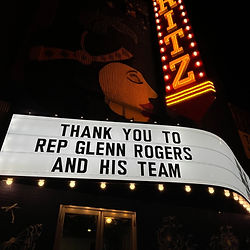 RITZ
THANK YOU TO
REP GLENN ROGERS
AND HIS TEAM